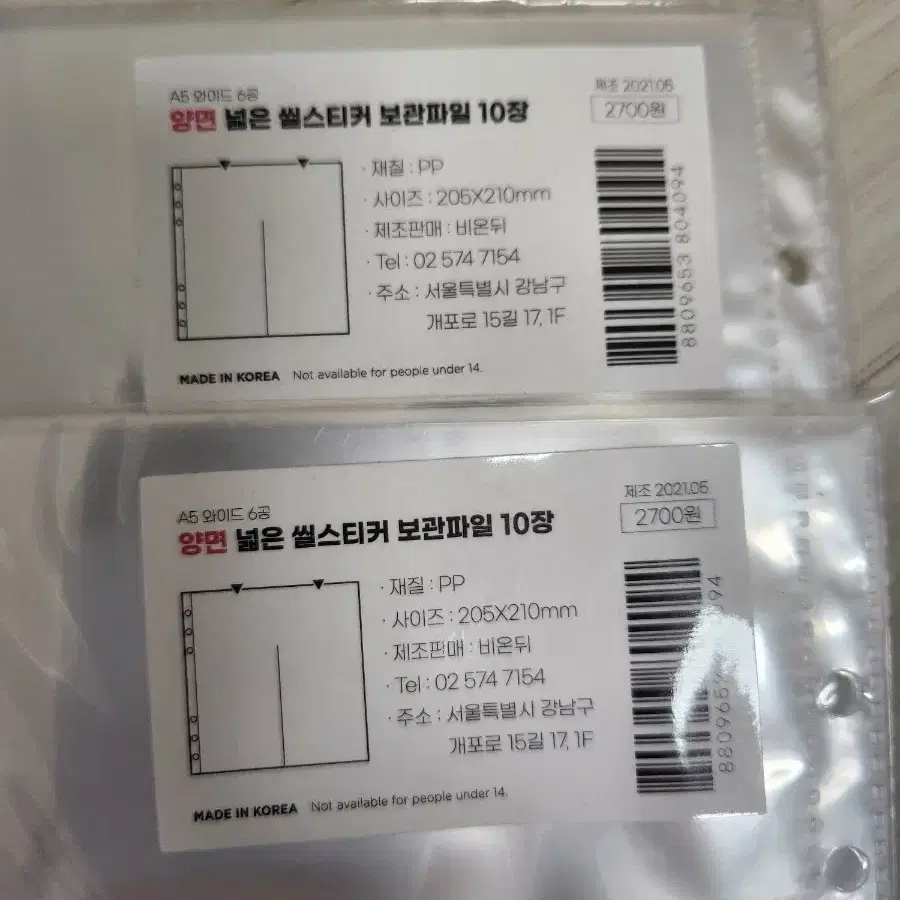 A5 와이드 6공
양면 넓은 씰스티커 보관파일 10장
제조 2021.05
2700원
· 재질 : PP
· 사이즈 : 205X210mm
· 제조판매 : 비온뒤
· Tel : 02 574 7154
· 주소 : 서울특별시 강남구
개포로 15길 17, 1F
8809653 804094
MADE IN KOREA Not available for people under 14.
A5 와이드 6공
양면 넓은 씰스티커 보관파일 10장
제조 2021.05
2700원
· 재질 : PP
· 사이즈 : 205X210mm
· 제조판매 : 비온뒤
· Tel : 02 574 7154
· 주소 : 서울특별시 강남구
개포로 15길 17, 1F
MADE IN KOREA Not available for people under 14.